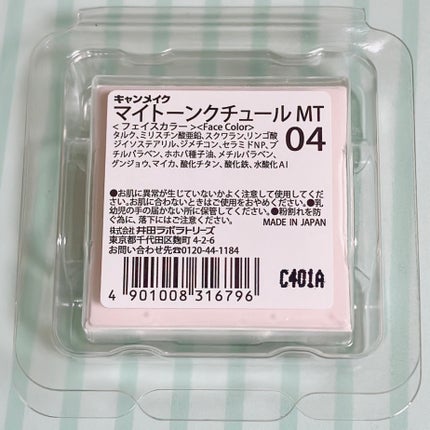 キャンメイク
マイトーンクチュール MT
04
<フェイスカラー><Face Color>
タルク、ミリスチン酸亜鉛、スクワラン、リンゴ酸
ジイソステアリル、ジメチコン、セラミドNP、プ
チルパラベン、ホホバ種子油、メチルパラベン、
グンジョウ、マイカ、酸化チタン、酸化鉄、水酸化Al
●お肌に異常が生じていないかよく注意して使用してくだ
さい。お肌に合わないときはご使用をおやめください。●乳
幼児の手の届かない所に保管してください。●粉割れを防
ぐ為に、落下にはご注意ください。
MADE IN JAPAN
株式会社 井田ラボラトリーズ
東京都千代田区麹町 4-2-6
お問い合わせ先☎0120-44-1184
4 901008 316796
C401A